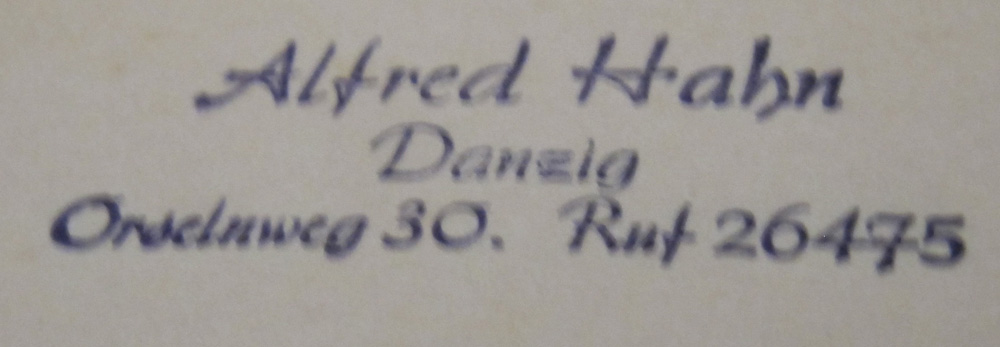 Alfred Hahn
Danzig
Orselnweg 30. Ruf 26475